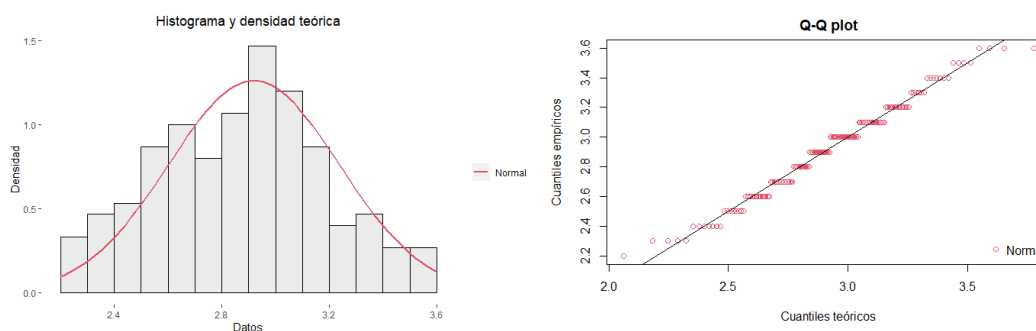 Histograma y densidad teórica
Densidad
1.5
1.0
0.5
0.0
2.4
2.8
3.2
3.6
Datos
Normal
Q-Q plot
Cuantiles empíricos
3.6
3.4
3.2
3.0
2.8
2.6
2.4
2.2
2.0
2.5
3.0
3.5
Cuantiles teóricos
Norma